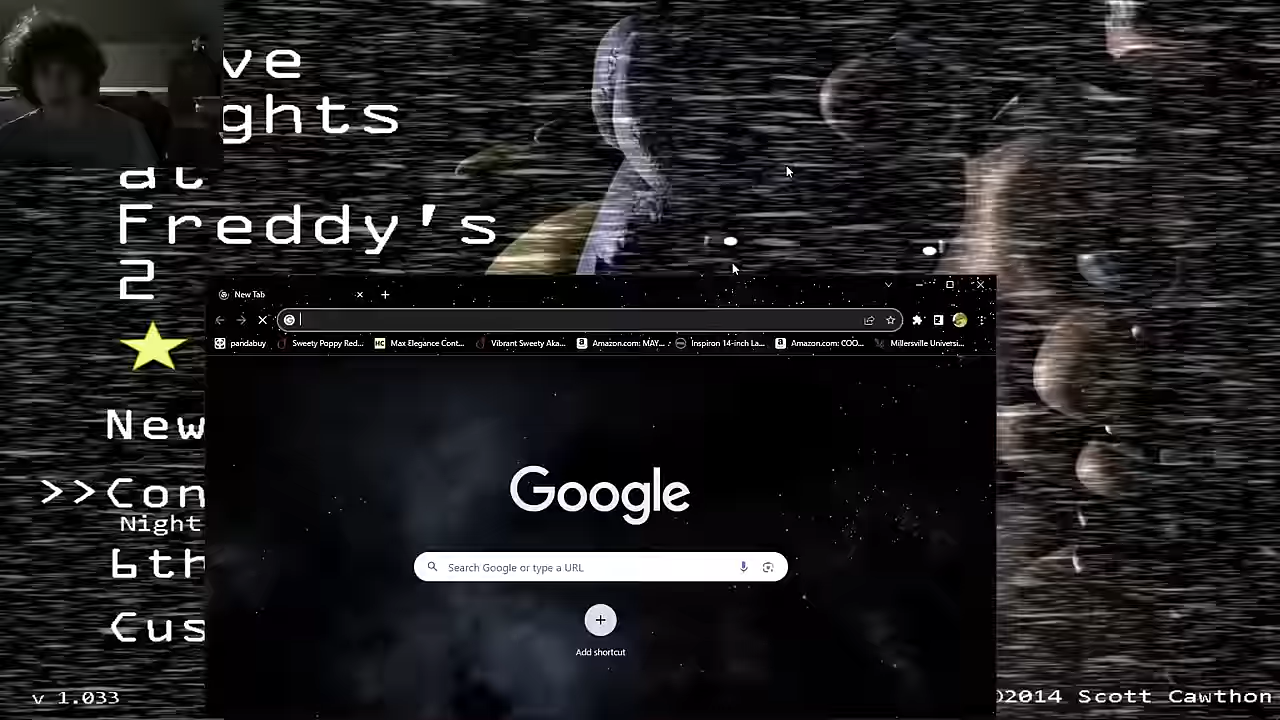 ve
ghts
at
Freddy's
2
New Tab
pandabuy
Sweety Poppy Red...
Max Elegance Cont...
Vibrant Sweety Aka...
Amazon.com: MAY...
Inspiron 14-inch La...
Amazon.com: COO...
Millersville Universi...
New
>>Con
Night
6th
Cus
Google
Search Google or type a URL
Add shortcut
v 1.033
©2014 Scott Cawthon